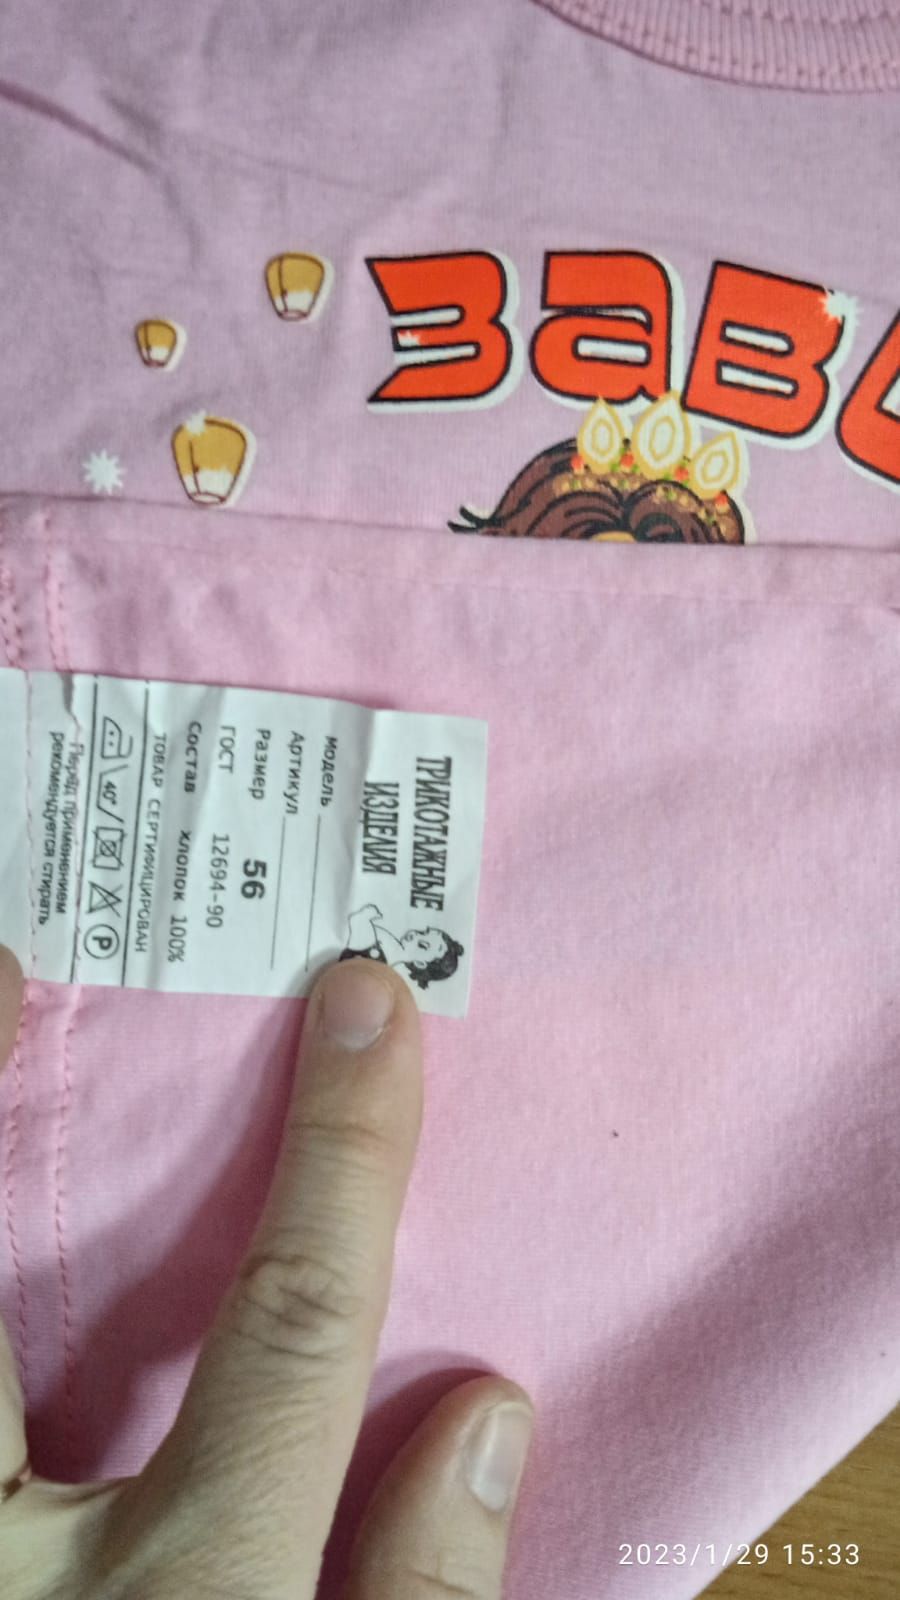 ЗАВ
ТРИКОТАЖНЫЕ
ИЗДЕЛИЯ
модель
Артикул
Размер 56
ГОСТ 12694-90
Состав хлопок 100%
ТОВАР СЕРТИФИЦИРОВАН
40° P
Перед применением
рекомендуется стирать
2023/1/29 15:33